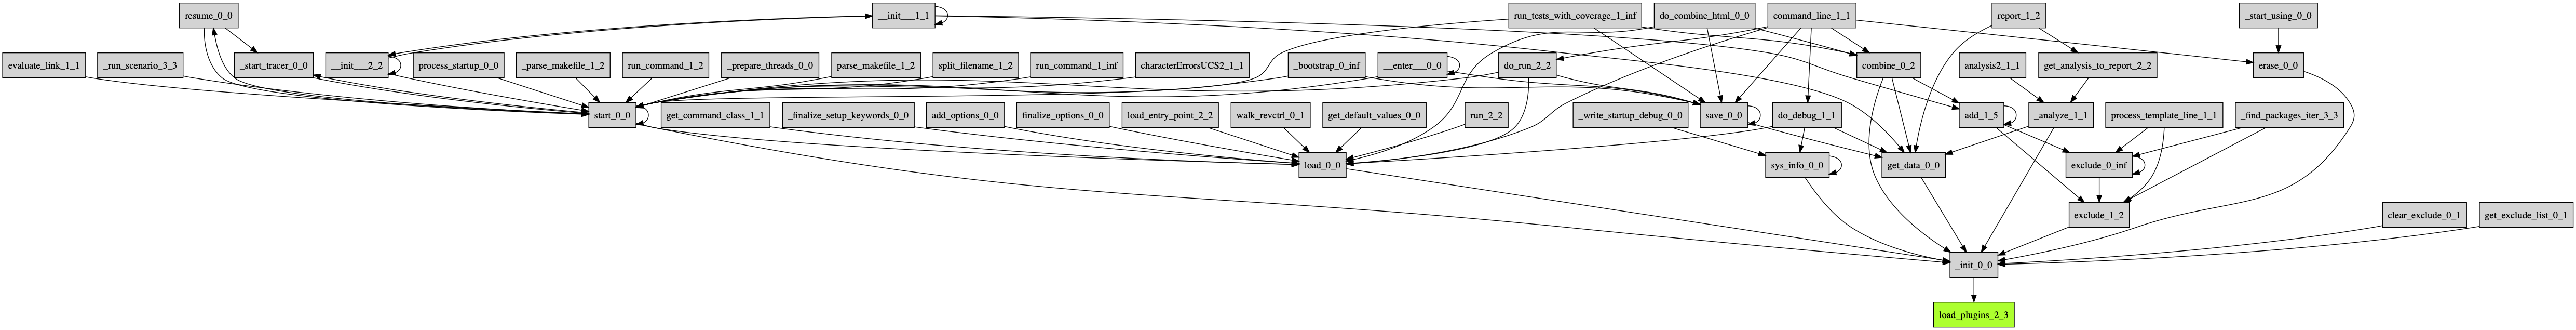 resume_0_0
__init___1_1
run_tests_with_coverage_1_inf
do_combine_html_0_0
command_line_1_1
report_1_2
_start_using_0_0
evaluate_link_1_1
_run_scenario_3_3
_start_tracer_0_0
__init___2_2
process_startup_0_0
_parse_makefile_1_2
run_command_1_2
_prepare_threads_0_0
parse_makefile_1_2
split_filename_1_2
run_command_1_inf
characterErrorsUCS2_1_1
_bootstrap_0_inf
__enter___0_0
do_run_2_2
combine_0_2
analysis2_1_1
get_analysis_to_report_2_2
erase_0_0
start_0_0
get_command_class_1_1
_finalize_setup_keywords_0_0
add_options_0_0
finalize_options_0_0
load_entry_point_2_2
walk_revctrl_0_1
get_default_values_0_0
run_2_2
_write_startup_debug_0_0
save_0_0
do_debug_1_1
add_1_5
_analyze_1_1
process_template_line_1_1
_find_packages_iter_3_3
load_0_0
sys_info_0_0
get_data_0_0
exclude_0_inf
exclude_1_2
clear_exclude_0_1
get_exclude_list_0_1
_init_0_0
load_plugins_2_3